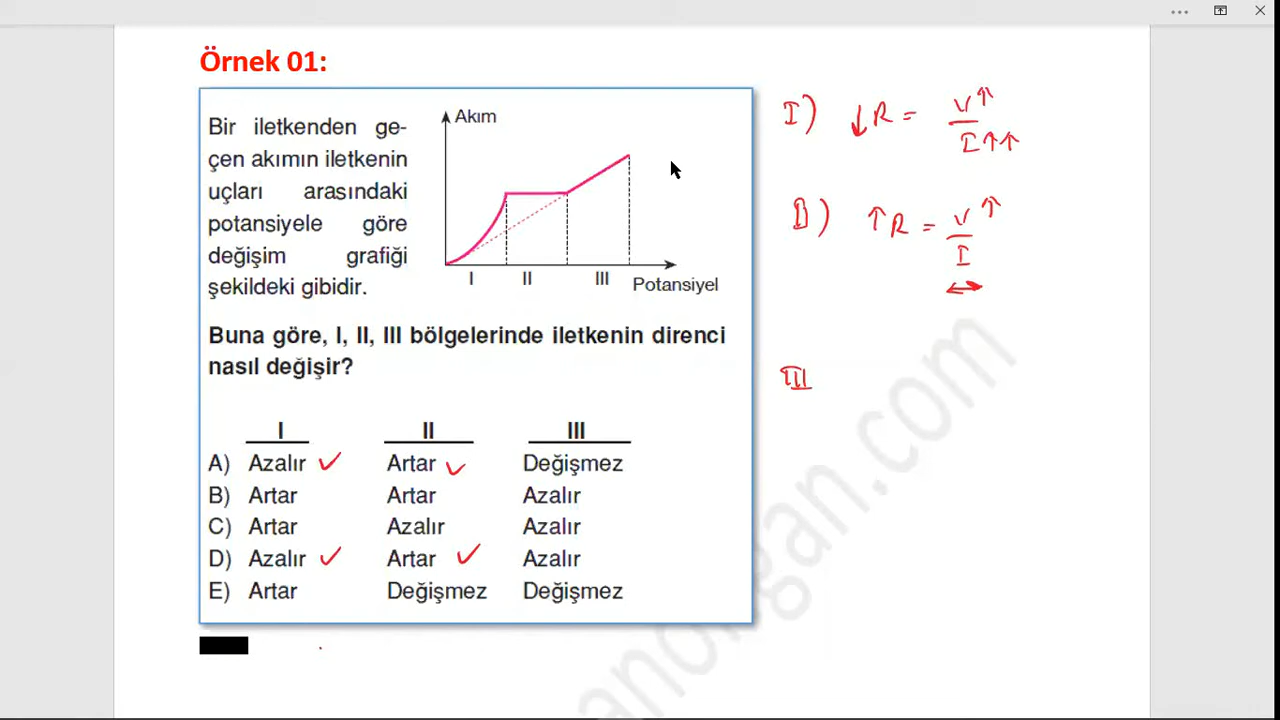 Örnek 01:
Bir iletkenden ge-
çen akımın iletkenin
uçları arasındaki
potansiyele göre
değişim grafiği
şekildeki gibidir.
Akım
I II III
Potansiyel
Buna göre, I, II, III bölgelerinde iletkenin direnci
nasıl değişir?
I II III
A) Azalır ✓ Artar ✓ Değişmez
B) Artar Artar Azalır
C) Artar Azalır Azalır
D) Azalır ✓ Artar ✓ Azalır
E) Artar Değişmez Değişmez
I) ↓R = V↑
I↑↑
II) ↑R = V↑
I
↔
III